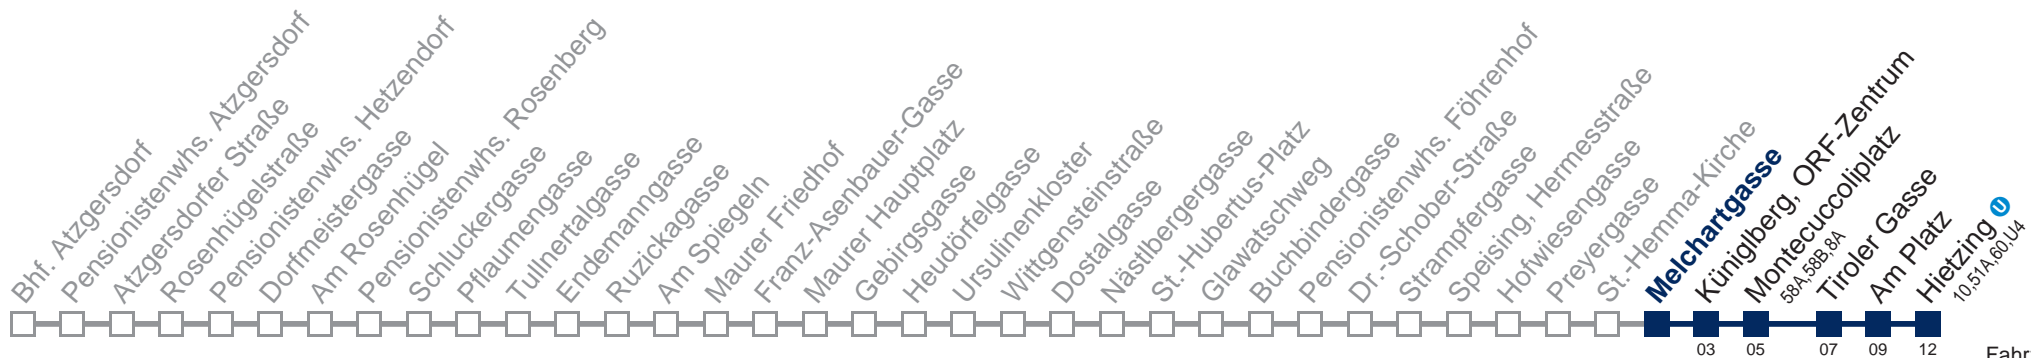 Bhf. Atzgersdorf
Pensionistenwhs. Atzgersdorf
Atzgersdorfer Straße
Rosenhügelstraße
Pensionistenwhs. Hetzendorf
Dorfmeistergasse
Am Rosenhügel
Pensionistenwhs. Rosenberg
Schluckergasse
Pflaumengasse
Tullnertalgasse
Endemanngasse
Ruzickagasse
Am Spiegeln
Maurer Friedhof
Franz-Asenbauer-Gasse
Maurer Hauptplatz
Gebirgsgasse
Heudörfelgasse
Ursulinenkloster
Wittgensteinstraße
Dostalgasse
Nästlbergergasse
St.-Hubertus-Platz
Glawatschweg
Buchbindergasse
Pensionistenwhs. Föhrenhof
Dr.-Schober-Straße
Strampfergasse
Speising, Hermesstraße
Hofwiesengasse
Preyergasse
St.-Hemma-Kirche
Melchartgasse
Küniglberg, ORF-Zentrum
Montecuccoliplatz
58A,58B,8A
Tiroler Gasse
Am Platz
Hietzing U
10,51A,60,U4
03 05 07 09 12
Fahr